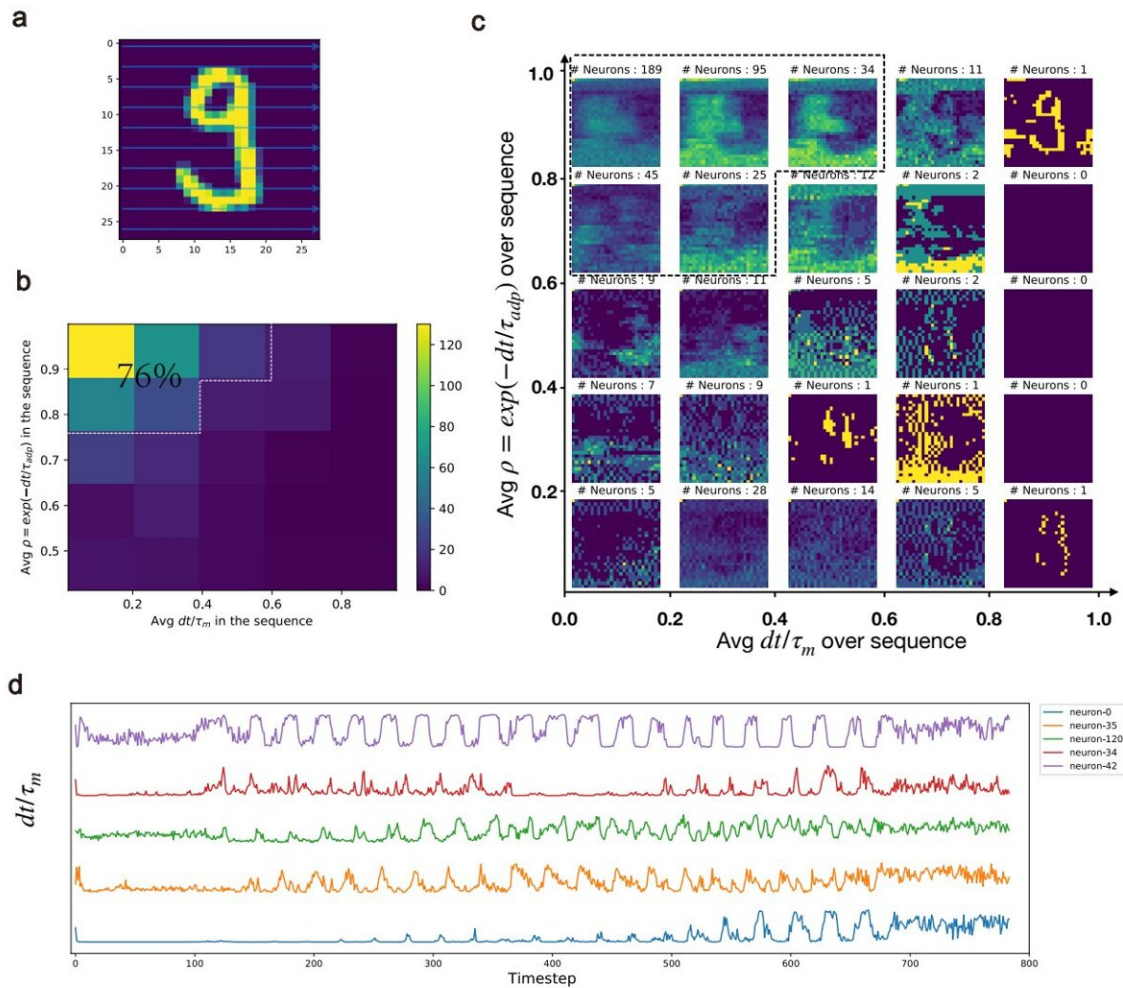 a
0
5
10
15
20
25
0 5 10 15 20 25
b
Avg ρ = exp(−dt/τadp) in the sequence
0.9
0.8
0.7
0.6
0.5
76%
0.2 0.4 0.6 0.8
Avg dt/τm in the sequence
120
100
80
60
40
20
0
c
Avg ρ = exp(−dt/τadp) over sequence
1.0
0.8
0.6
0.4
0.2
# Neurons : 189 # Neurons : 95 # Neurons : 34 # Neurons : 11 # Neurons : 1
# Neurons : 45 # Neurons : 25 # Neurons : 12 # Neurons : 2 # Neurons : 0
# Neurons : 9 # Neurons : 11 # Neurons : 5 # Neurons : 2 # Neurons : 0
# Neurons : 7 # Neurons : 9 # Neurons : 1 # Neurons : 1 # Neurons : 0
# Neurons : 5 # Neurons : 28 # Neurons : 14 # Neurons : 5 # Neurons : 1
0.0 0.2 0.4 0.6 0.8 1.0
Avg dt/τm over sequence
d
dt/τm
neuron-0
neuron-35
neuron-120
neuron-34
neuron-42
0 100 200 300 400 500 600 700 800
Timestep